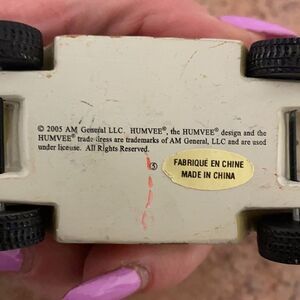 © 2005 AM General LLC. HUMVEE®, the HUMVEE® design and the
HUMVEE® trade dress are trademarks of AM General, LLC and are used
under license. All Rights Reserved.
FABRIQUÉ EN CHINE
MADE IN CHINA